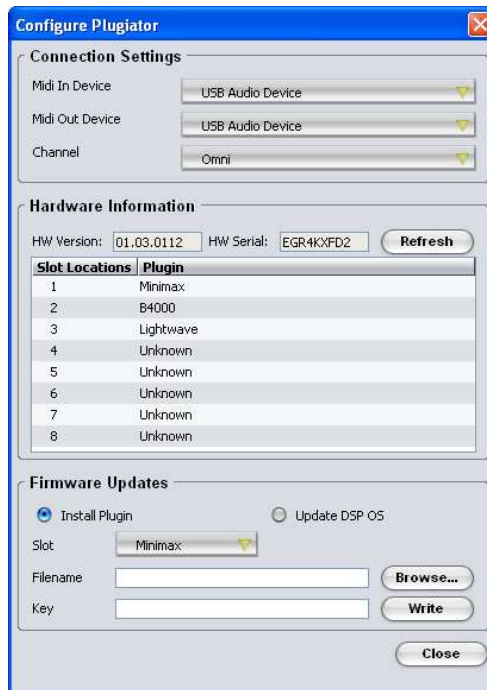 Configure Plugiator
Connection Settings
Midi In Device USB Audio Device
Midi Out Device USB Audio Device
Channel Omni
Hardware Information
HW Version: 01.03.0112 HW Serial: EGR4KXFD2 Refresh
Slot Locations Plugin
1 Minimax
2 B4000
3 Lightwave
4 Unknown
5 Unknown
6 Unknown
7 Unknown
8 Unknown
Firmware Updates
Install Plugin Update DSP OS
Slot Minimax
Filename Browse...
Key Write
Close